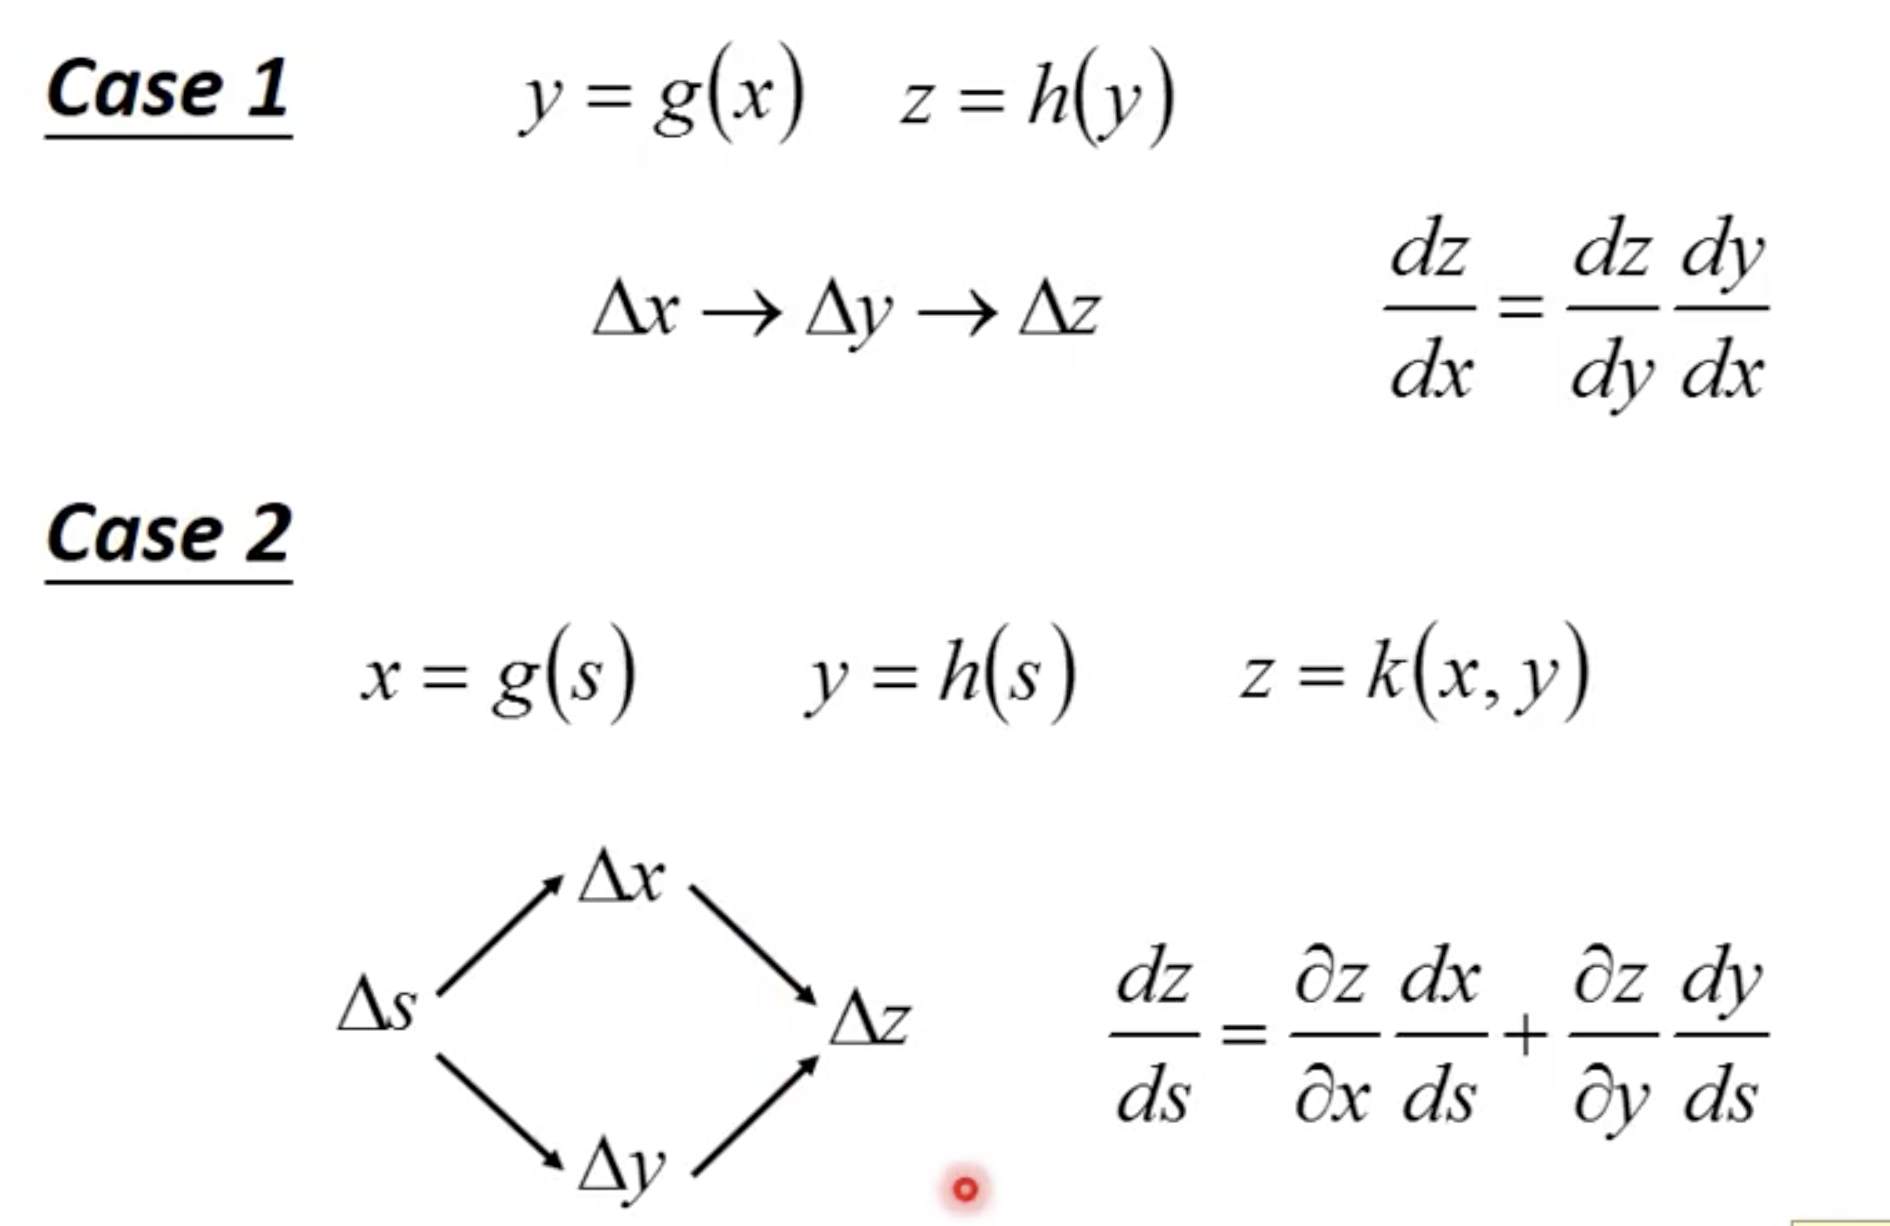 Case 1 y = g(x) z = h(y)
Δx → Δy → Δz dz/dx = dz/dy dy/dx
Case 2
x = g(s) y = h(s) z = k(x, y)
Δx
Δs Δz dz/ds = ∂z/∂x dx/ds + ∂z/∂y dy/ds
Δy